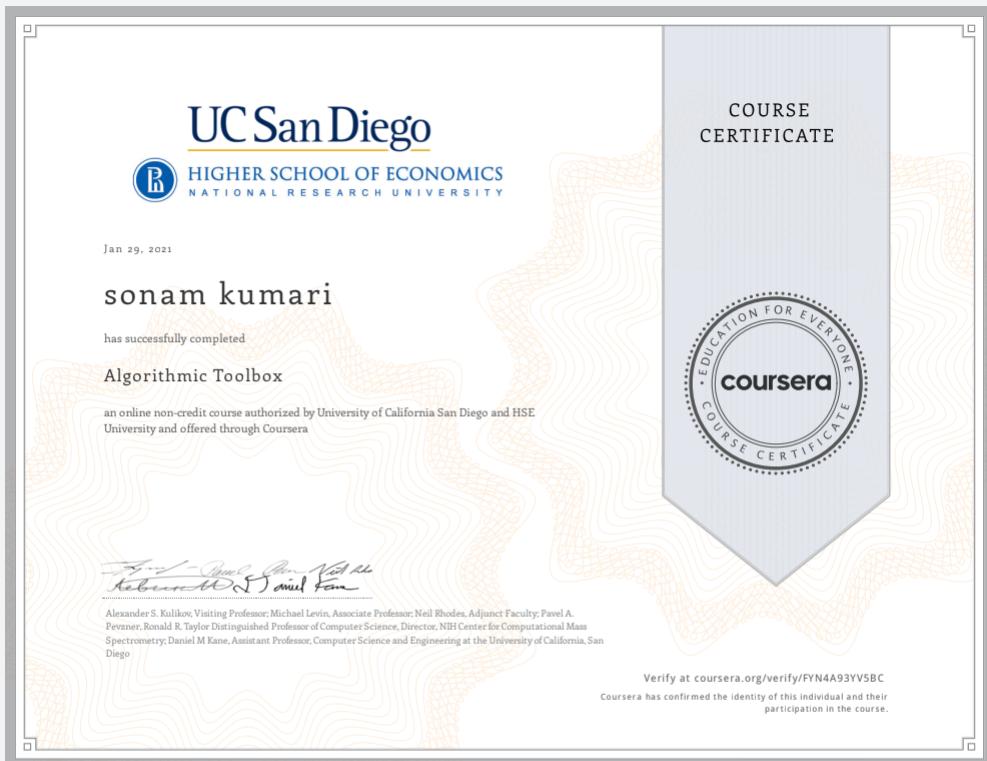 UC San Diego
HIGHER SCHOOL OF ECONOMICS
NATIONAL RESEARCH UNIVERSITY
Jan 29, 2021
sonam kumari
has successfully completed
Algorithmic Toolbox
an online non-credit course authorized by University of California San Diego and HSE
University and offered through Coursera
Alexander S. Kulikov, Visiting Professor; Michael Levin, Associate Professor; Neil Rhodes, Adjunct Faculty; Pavel A.
Pevzner, Ronald R. Taylor Distinguished Professor of Computer Science, Director, NIH Center for Computational Mass
Spectrometry; Daniel M Kane, Assistant Professor, Computer Science and Engineering at the University of California, San
Diego
COURSE
CERTIFICATE
EDUCATION FOR EVERYONE
coursera
COURSE CERTIFICATE
Verify at coursera.org/verify/FYN4A93YV5BC
Coursera has confirmed the identity of this individual and their
participation in the course.